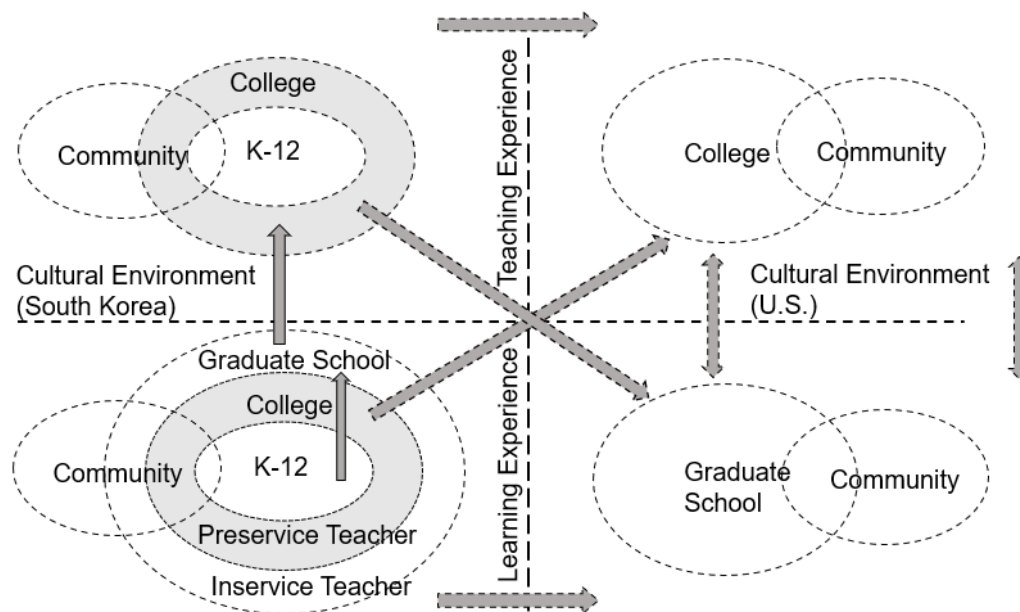 College
K-12
Community
College
Community
Teaching Experience
Cultural Environment
(South Korea)
Cultural Environment
(U.S.)
Graduate School
College
K-12
Community
Preservice Teacher
Inservice Teacher
Learning Experience
Graduate
School
Community